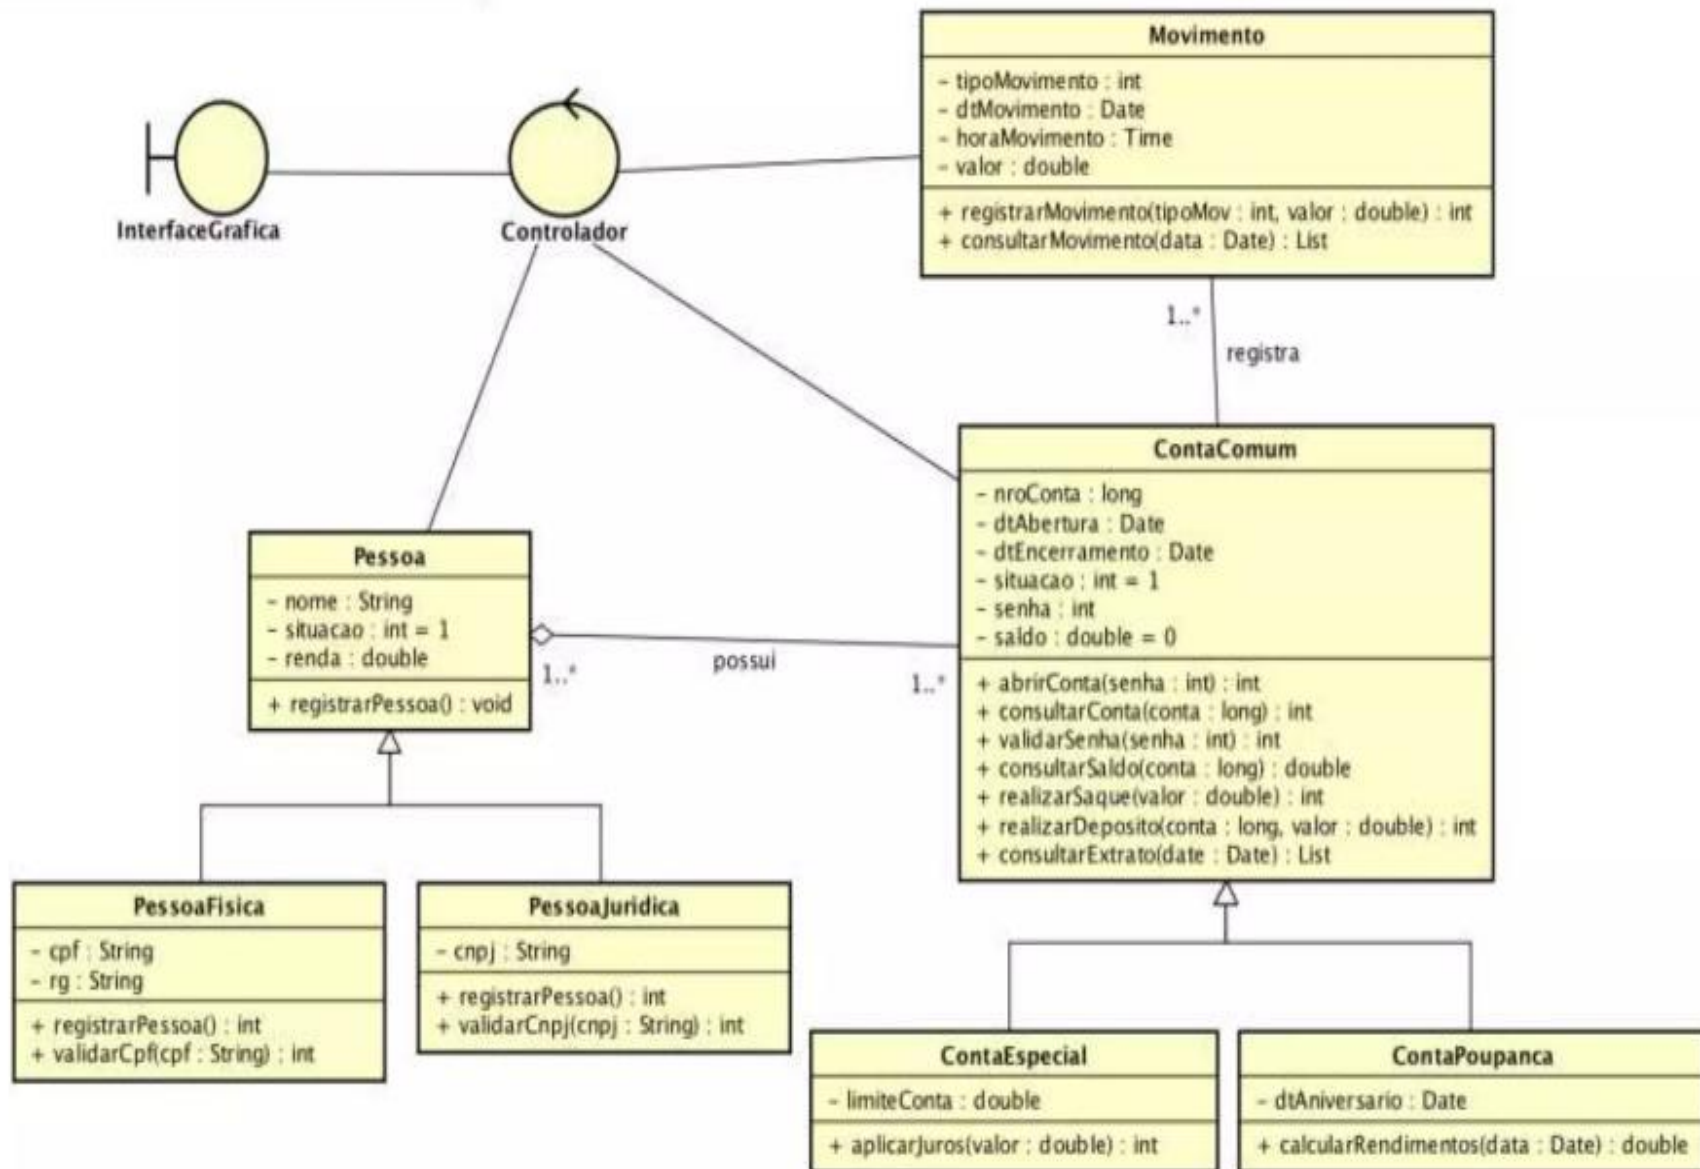 Movimento
- tipoMovimento : int
- dtMovimento : Date
- horaMovimento : Time
- valor : double
+ registrarMovimento(tipoMov : int, valor : double) : int
+ consultarMovimento(data : Date) : List
InterfaceGrafica
Controlador
1..*
registra
ContaComum
- nroConta : long
- dtAbertura : Date
- dtEncerramento : Date
- situacao : int = 1
- senha : int
- saldo : double = 0
+ abrirConta(senha : int) : int
+ consultarConta(conta : long) : int
+ validarSenha(senha : int) : int
+ consultarSaldo(conta : long) : double
+ realizarSaque(valor : double) : int
+ realizarDeposito(conta : long, valor : double) : int
+ consultarExtrato(date : Date) : List
Pessoa
- nome : String
- situacao : int = 1
- renda : double
+ registrarPessoa() : void
1..*
possui
1..*
PessoaFisica
- cpf : String
- rg : String
+ registrarPessoa() : int
+ validarCpf(cpf : String) : int
PessoaJuridica
- cnpj : String
+ registrarPessoa() : int
+ validarCnpj(cnpj : String) : int
ContaEspecial
- limiteConta : double
+ aplicarJuros(valor : double) : int
ContaPoupanca
- dtAniversario : Date
+ calcularRendimentos(data : Date) : double